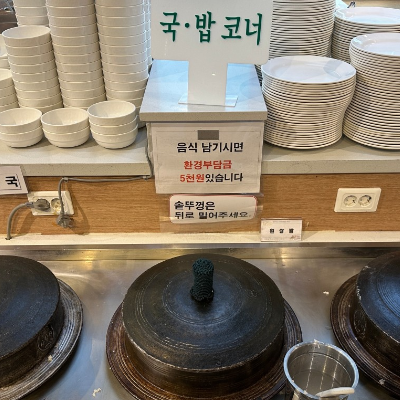 국·밥 코너
음식 남기시면
환경부담금
5천원있습니다
국
솥뚜껑은
뒤로 밀어주세요